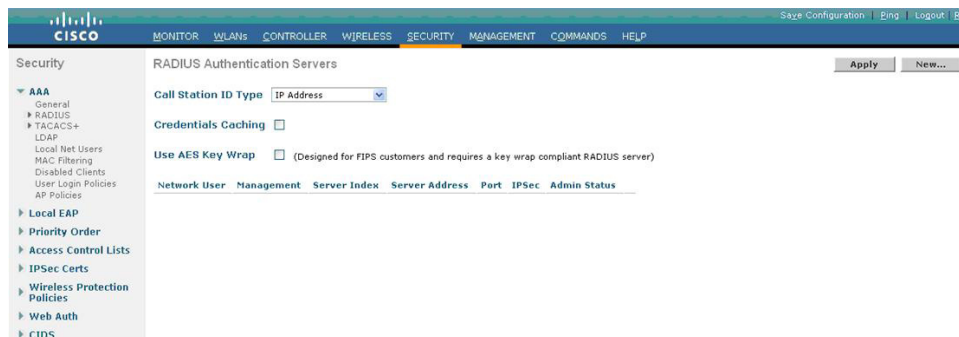 Save Configuration | Ping | Logout |
CISCO
MONITOR WLANs CONTROLLER WIRELESS SECURITY MANAGEMENT COMMANDS HELP
Security
AAA
General
RADIUS
TACACS+
LDAP
Local Net Users
MAC Filtering
Disabled Clients
User Login Policies
AP Policies
Local EAP
Priority Order
Access Control Lists
IPSec Certs
Wireless Protection
Policies
Web Auth
CIDS
RADIUS Authentication Servers
Apply New...
Call Station ID Type IP Address
Credentials Caching
Use AES Key Wrap (Designed for FIPS customers and requires a key wrap compliant RADIUS server)
Network User Management Server Index Server Address Port IPSec Admin Status